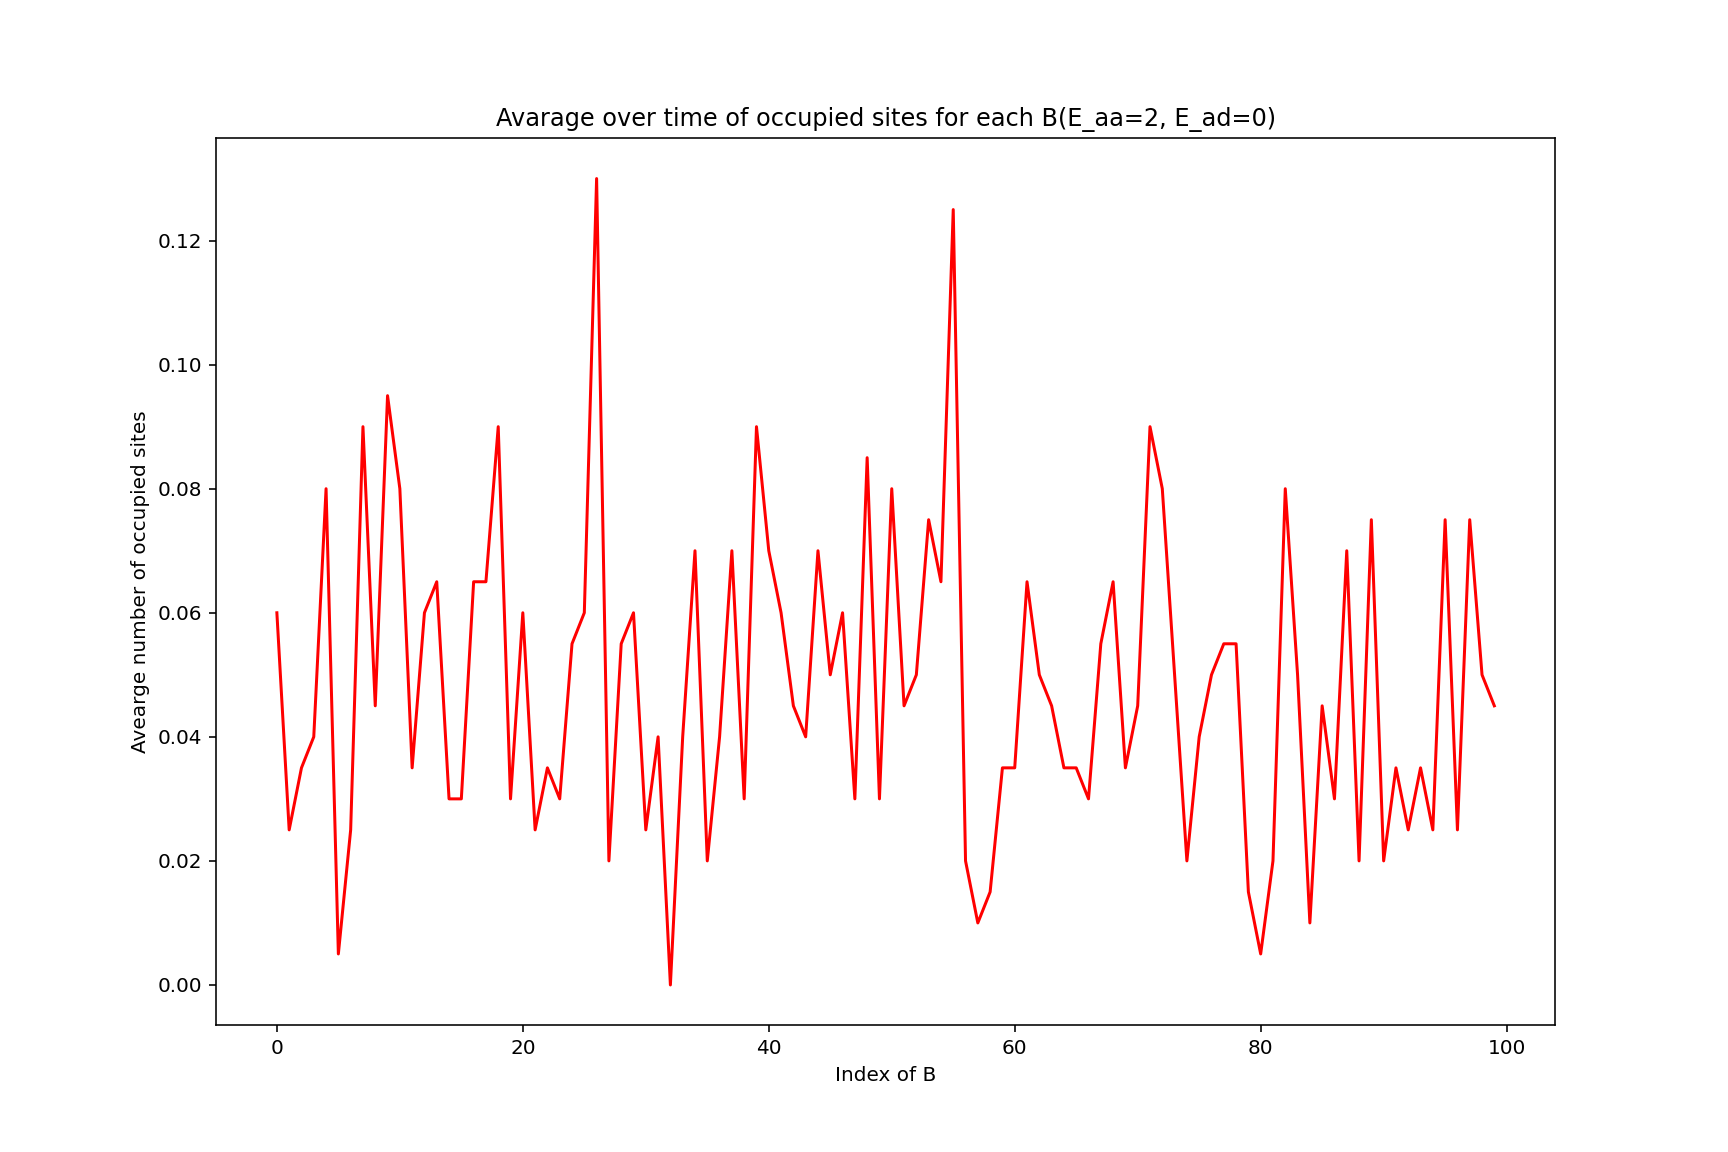 Avarage over time of occupied sites for each B(E_aa=2, E_ad=0)
0.12
0.10
0.08
0.06
0.04
0.02
0.00
Avearge number of occupied sites
0 20 40 60 80 100
Index of B